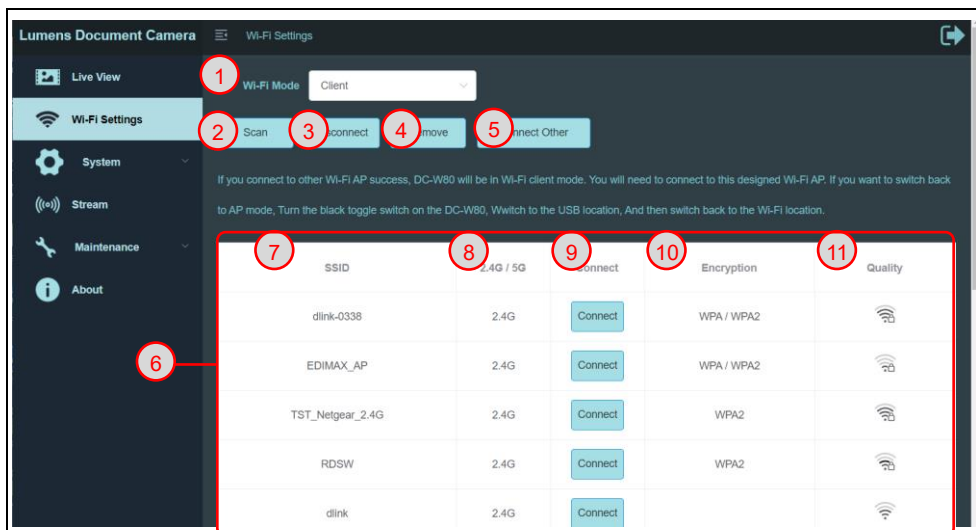 Lumens Document Camera
Wi-Fi Settings
Live View
Wi-Fi Settings
System
Stream
Maintenance
About
1
Wi-Fi Mode
Client
2
Scan
3
4
5
Other
If you connect to other Wi-Fi AP success, DC-W80 will be in Wi-Fi client mode. You will need to connect to this designed Wi-Fi AP. If you want to switch back
to AP mode, Turn the black toggle switch on the DC-W80, Wwitch to the USB location, And then switch back to the Wi-Fi location.
6
7 8 9 10 11
SSID 2.4G / 5G Connect Encryption Quality
dlink-0338 2.4G Connect WPA / WPA2
EDIMAX_AP 2.4G Connect WPA / WPA2
TST_Netgear_2.4G 2.4G Connect WPA2
RDSW 2.4G Connect WPA2
dlink 2.4G Connect